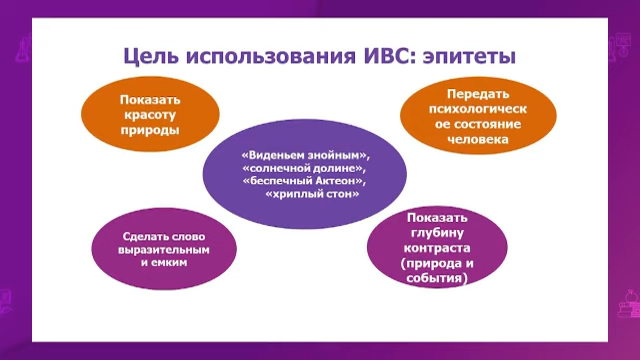 Цель использования ИВС: эпитеты
Показать
красоту
природы
Передать
психологическ
ое состояние
человека
«Виденьем знойным»,
«солнечной долине»,
«беспечный Актеон»,
«хриплый стон»
Сделать слово
выразительным
и емким
Показать
глубину
контраста
(природа и
события)